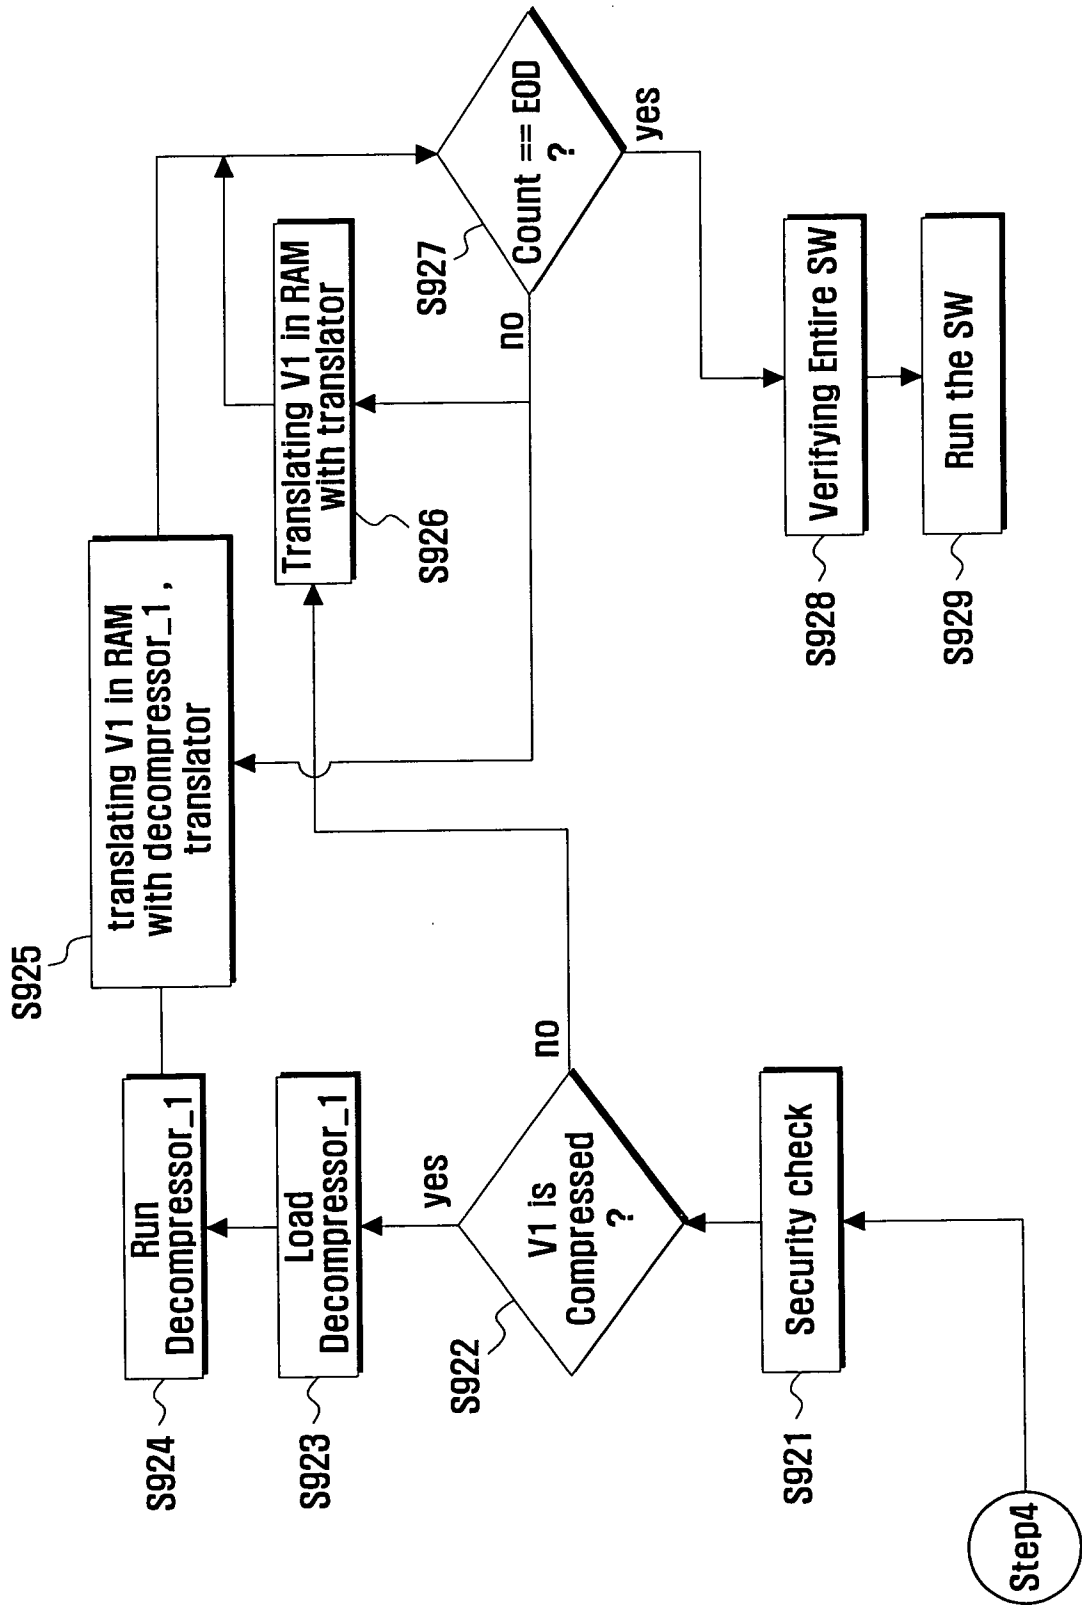 Step4
S921
Security check
S922
V1 is
Compressed
?
yes
no
S923
Load
Decompressor_1
S924
Run
Decompressor_1
S925
translating V1 in RAM
with decompressor_1 ,
translator
S926
Translating V1 in RAM
with translator
S927
Count == EOD
?
no
yes
S928
Verifying Entire SW
S929
Run the SW